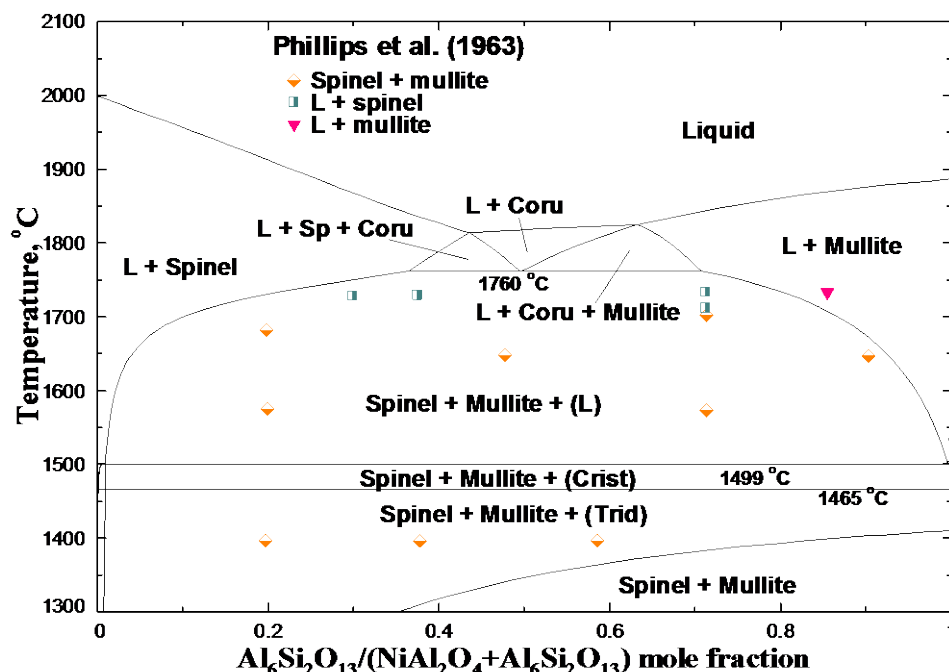 2100
2000
1900
1800
1700
1600
1500
1400
1300
Temperature, °C
Phillips et al. (1963)
Spinel + mullite
L + spinel
L + mullite
Liquid
L + Coru
L + Sp + Coru
L + Spinel
L + Mullite
1760 °C
L + Coru + Mullite
Spinel + Mullite + (L)
Spinel + Mullite + (Crist)
1499 °C
1465 °C
Spinel + Mullite + (Trid)
Spinel + Mullite
0 0.2 0.4 0.6 0.8 1
Al₆Si₂O₁₃/(NiAl₂O₄+Al₆Si₂O₁₃) mole fraction